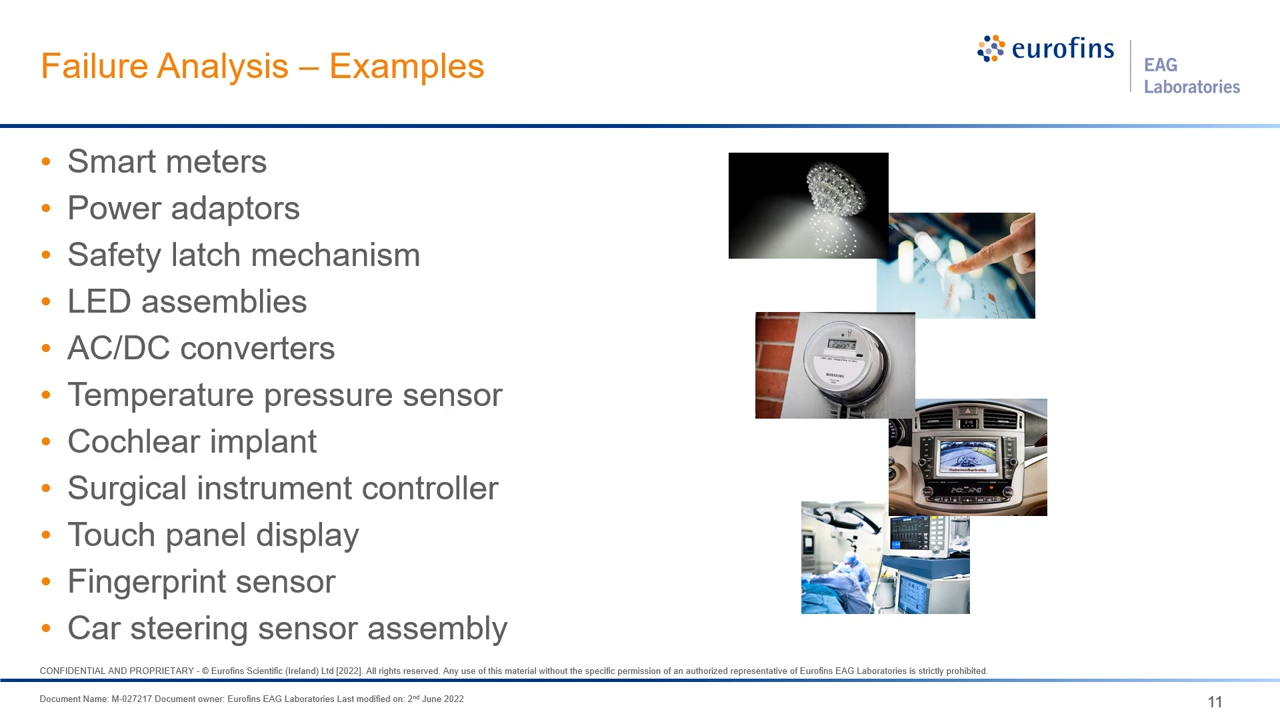 Failure Analysis – Examples
eurofins
EAG
Laboratories
• Smart meters
• Power adaptors
• Safety latch mechanism
• LED assemblies
• AC/DC converters
• Temperature pressure sensor
• Cochlear implant
• Surgical instrument controller
• Touch panel display
• Fingerprint sensor
• Car steering sensor assembly
CONFIDENTIAL AND PROPRIETARY - © Eurofins Scientific (Ireland) Ltd [2022]. All rights reserved. Any use of this material without the specific permission of an authorized representative of Eurofins EAG Laboratories is strictly prohibited.
Document Name: M-027217 Document owner: Eurofins EAG Laboratories Last modified on: 2nd June 2022
11